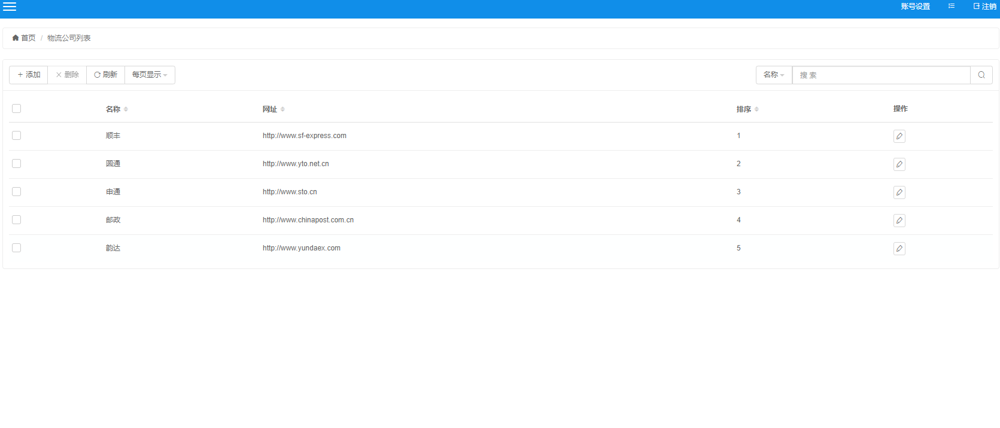 账号设置 注销
首页 / 物流公司列表
添加 删除 刷新 每页显示 名称 搜 索
名称 网址 排序 操作
顺丰 http://www.sf-express.com 1
圆通 http://www.yto.net.cn 2
申通 http://www.sto.cn 3
邮政 http://www.chinapost.com.cn 4
韵达 http://www.yundaex.com 5